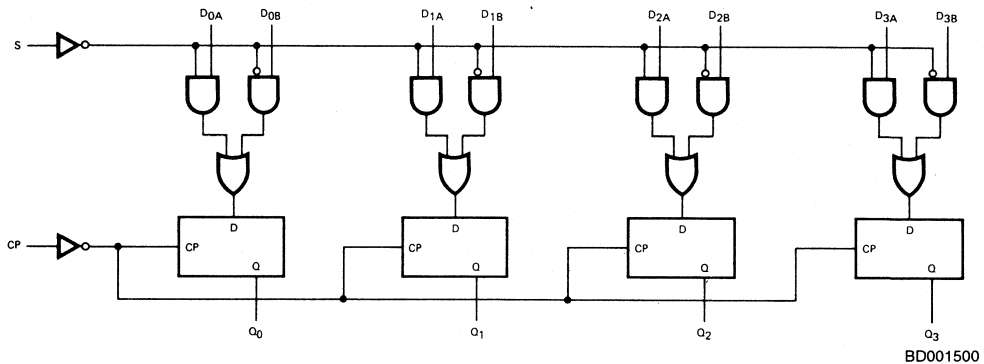 D0A D0B D1A D1B D2A D2B D3A D3B
S
D D D D
CP CP CP CP CP
Q Q Q Q
Q0 Q1 Q2 Q3
BD001500